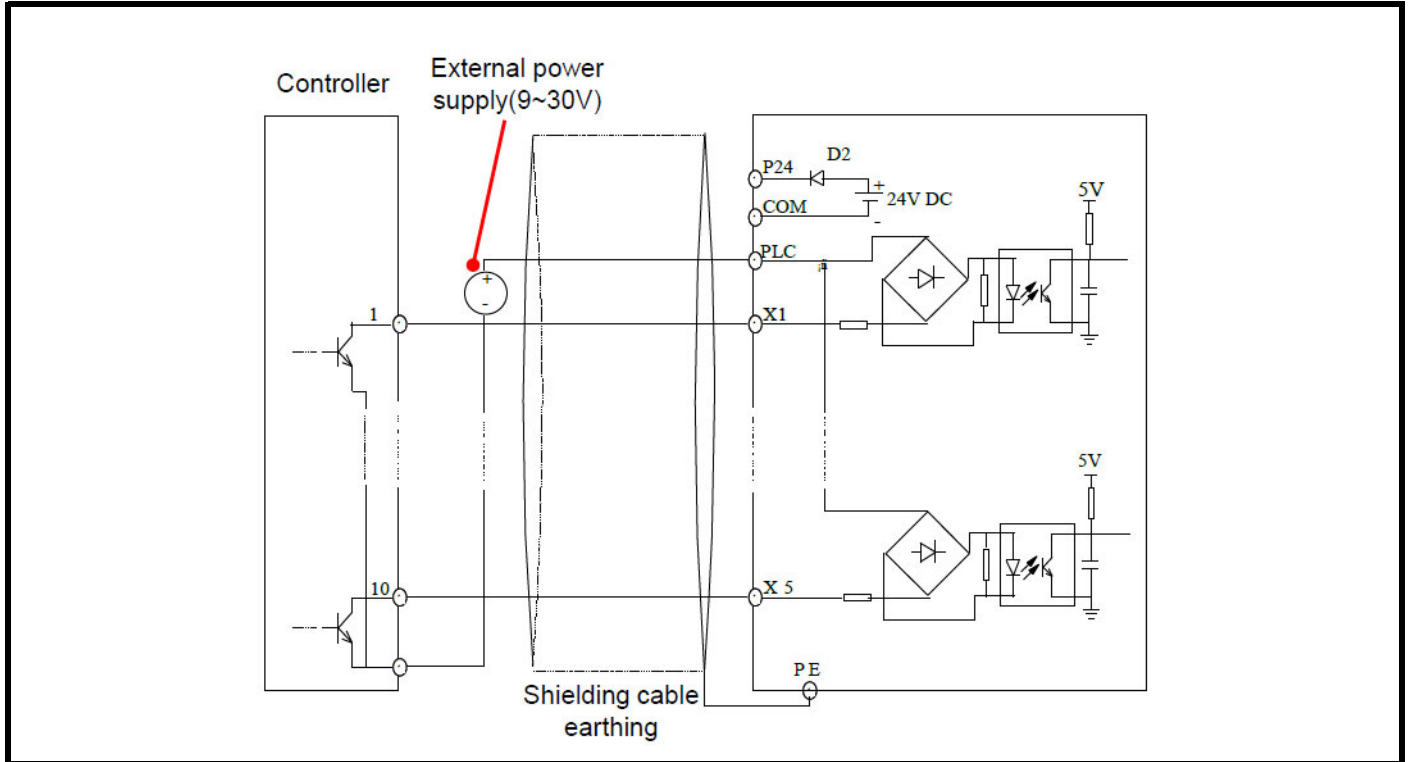 Controller
External power
supply(9~30V)
P24
D2
+
24V DC
-
COM
5V
PLC
+
-
1
X1
5V
10
X 5
PE
Shielding cable
earthing